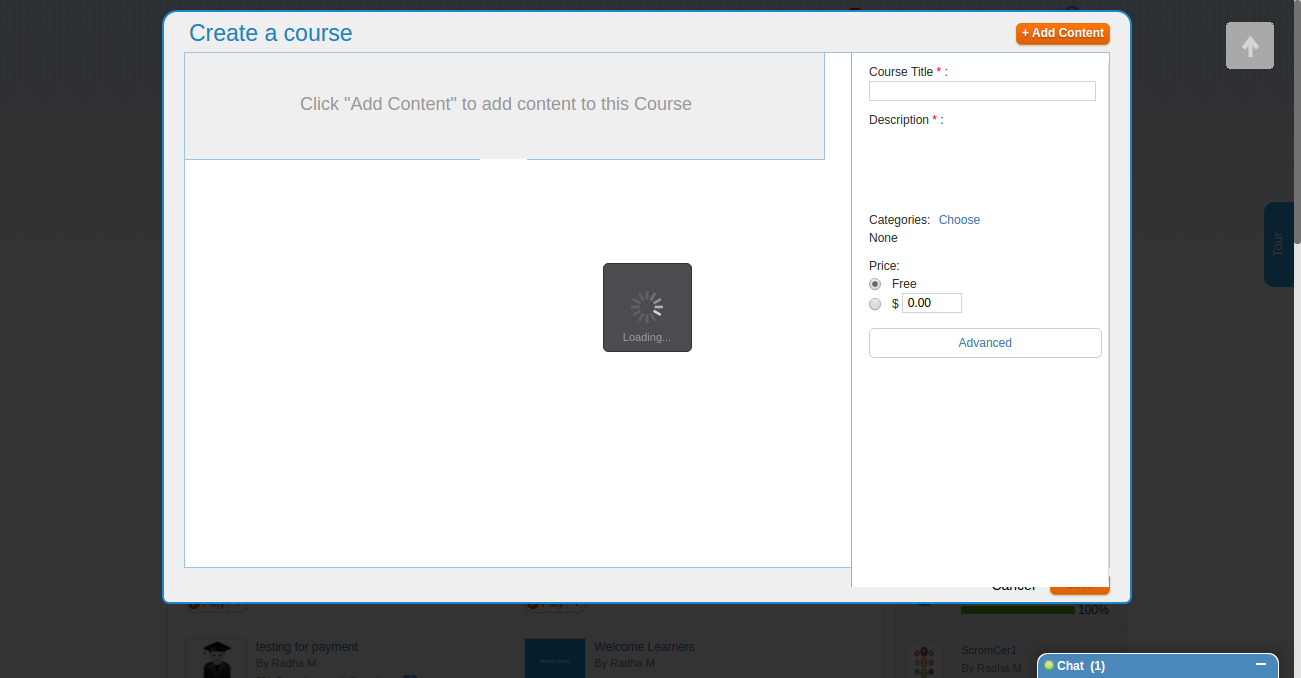 Create a course
+ Add Content
Click "Add Content" to add content to this Course
Course Title * :
Description * :
Categories: Choose
None
Price:
Free
$ 0.00
Advanced
Loading...
Tour
Cancel
Play
Play
100%
testing for payment
By Radha M
Welcome Learners
By Radha M
ScromCer1
By Radha M
Chat (1)